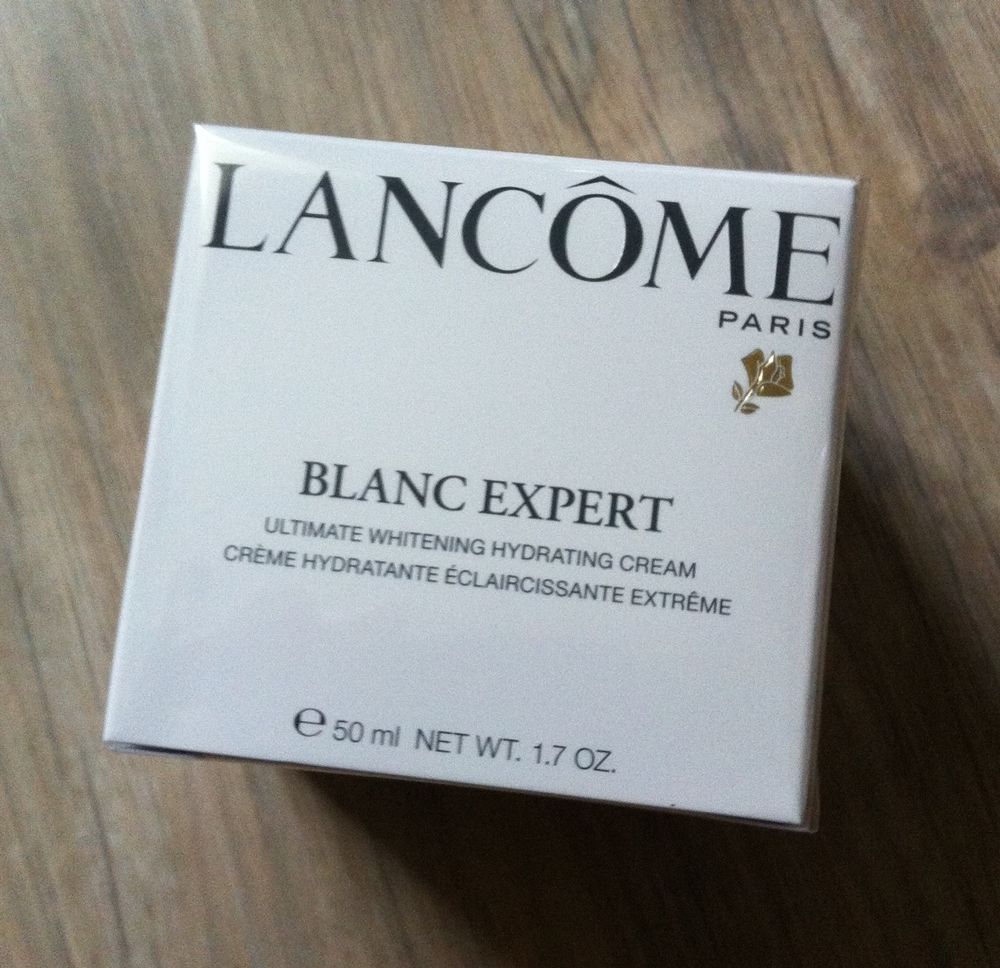 LANCÔME
PARIS
BLANC EXPERT
ULTIMATE WHITENING HYDRATING CREAM
CRÈME HYDRATANTE ÉCLAIRCISSANTE EXTRÊME
℮ 50 ml NET WT. 1.7 OZ.